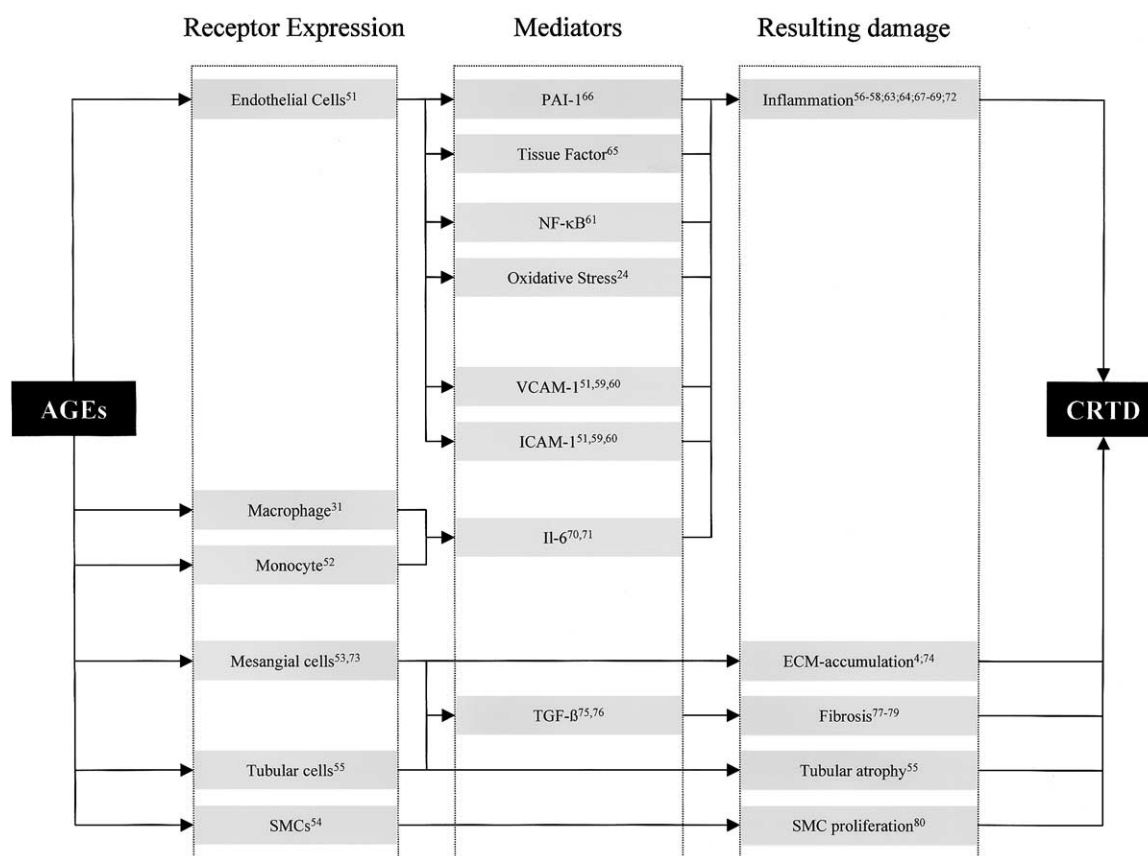 Receptor Expression
Mediators
Resulting damage
Endothelial Cells51
PAI-166
Inflammation56-58;63;64;67-69;72
Tissue Factor65
NF-κB61
Oxidative Stress24
AGEs
VCAM-151,59,60
CRTD
ICAM-151,59,60
Macrophage31
Il-670,71
Monocyte52
Mesangial cells53,73
ECM-accumulation4;74
TGF-ß75,76
Fibrosis77-79
Tubular cells55
Tubular atrophy55
SMCs54
SMC proliferation80